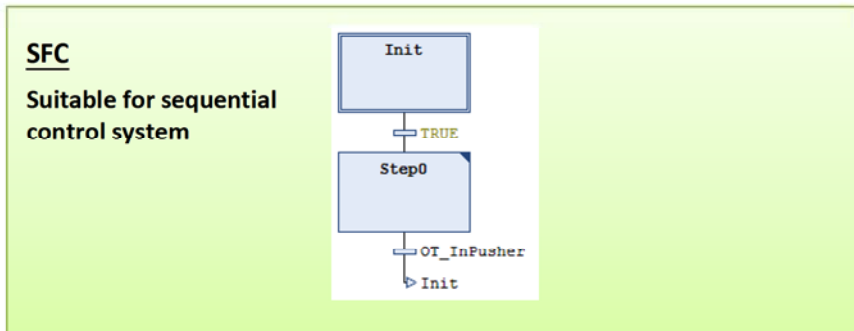 SFC
Suitable for sequential
control system
Init
TRUE
Step0
OT_InPusher
Init